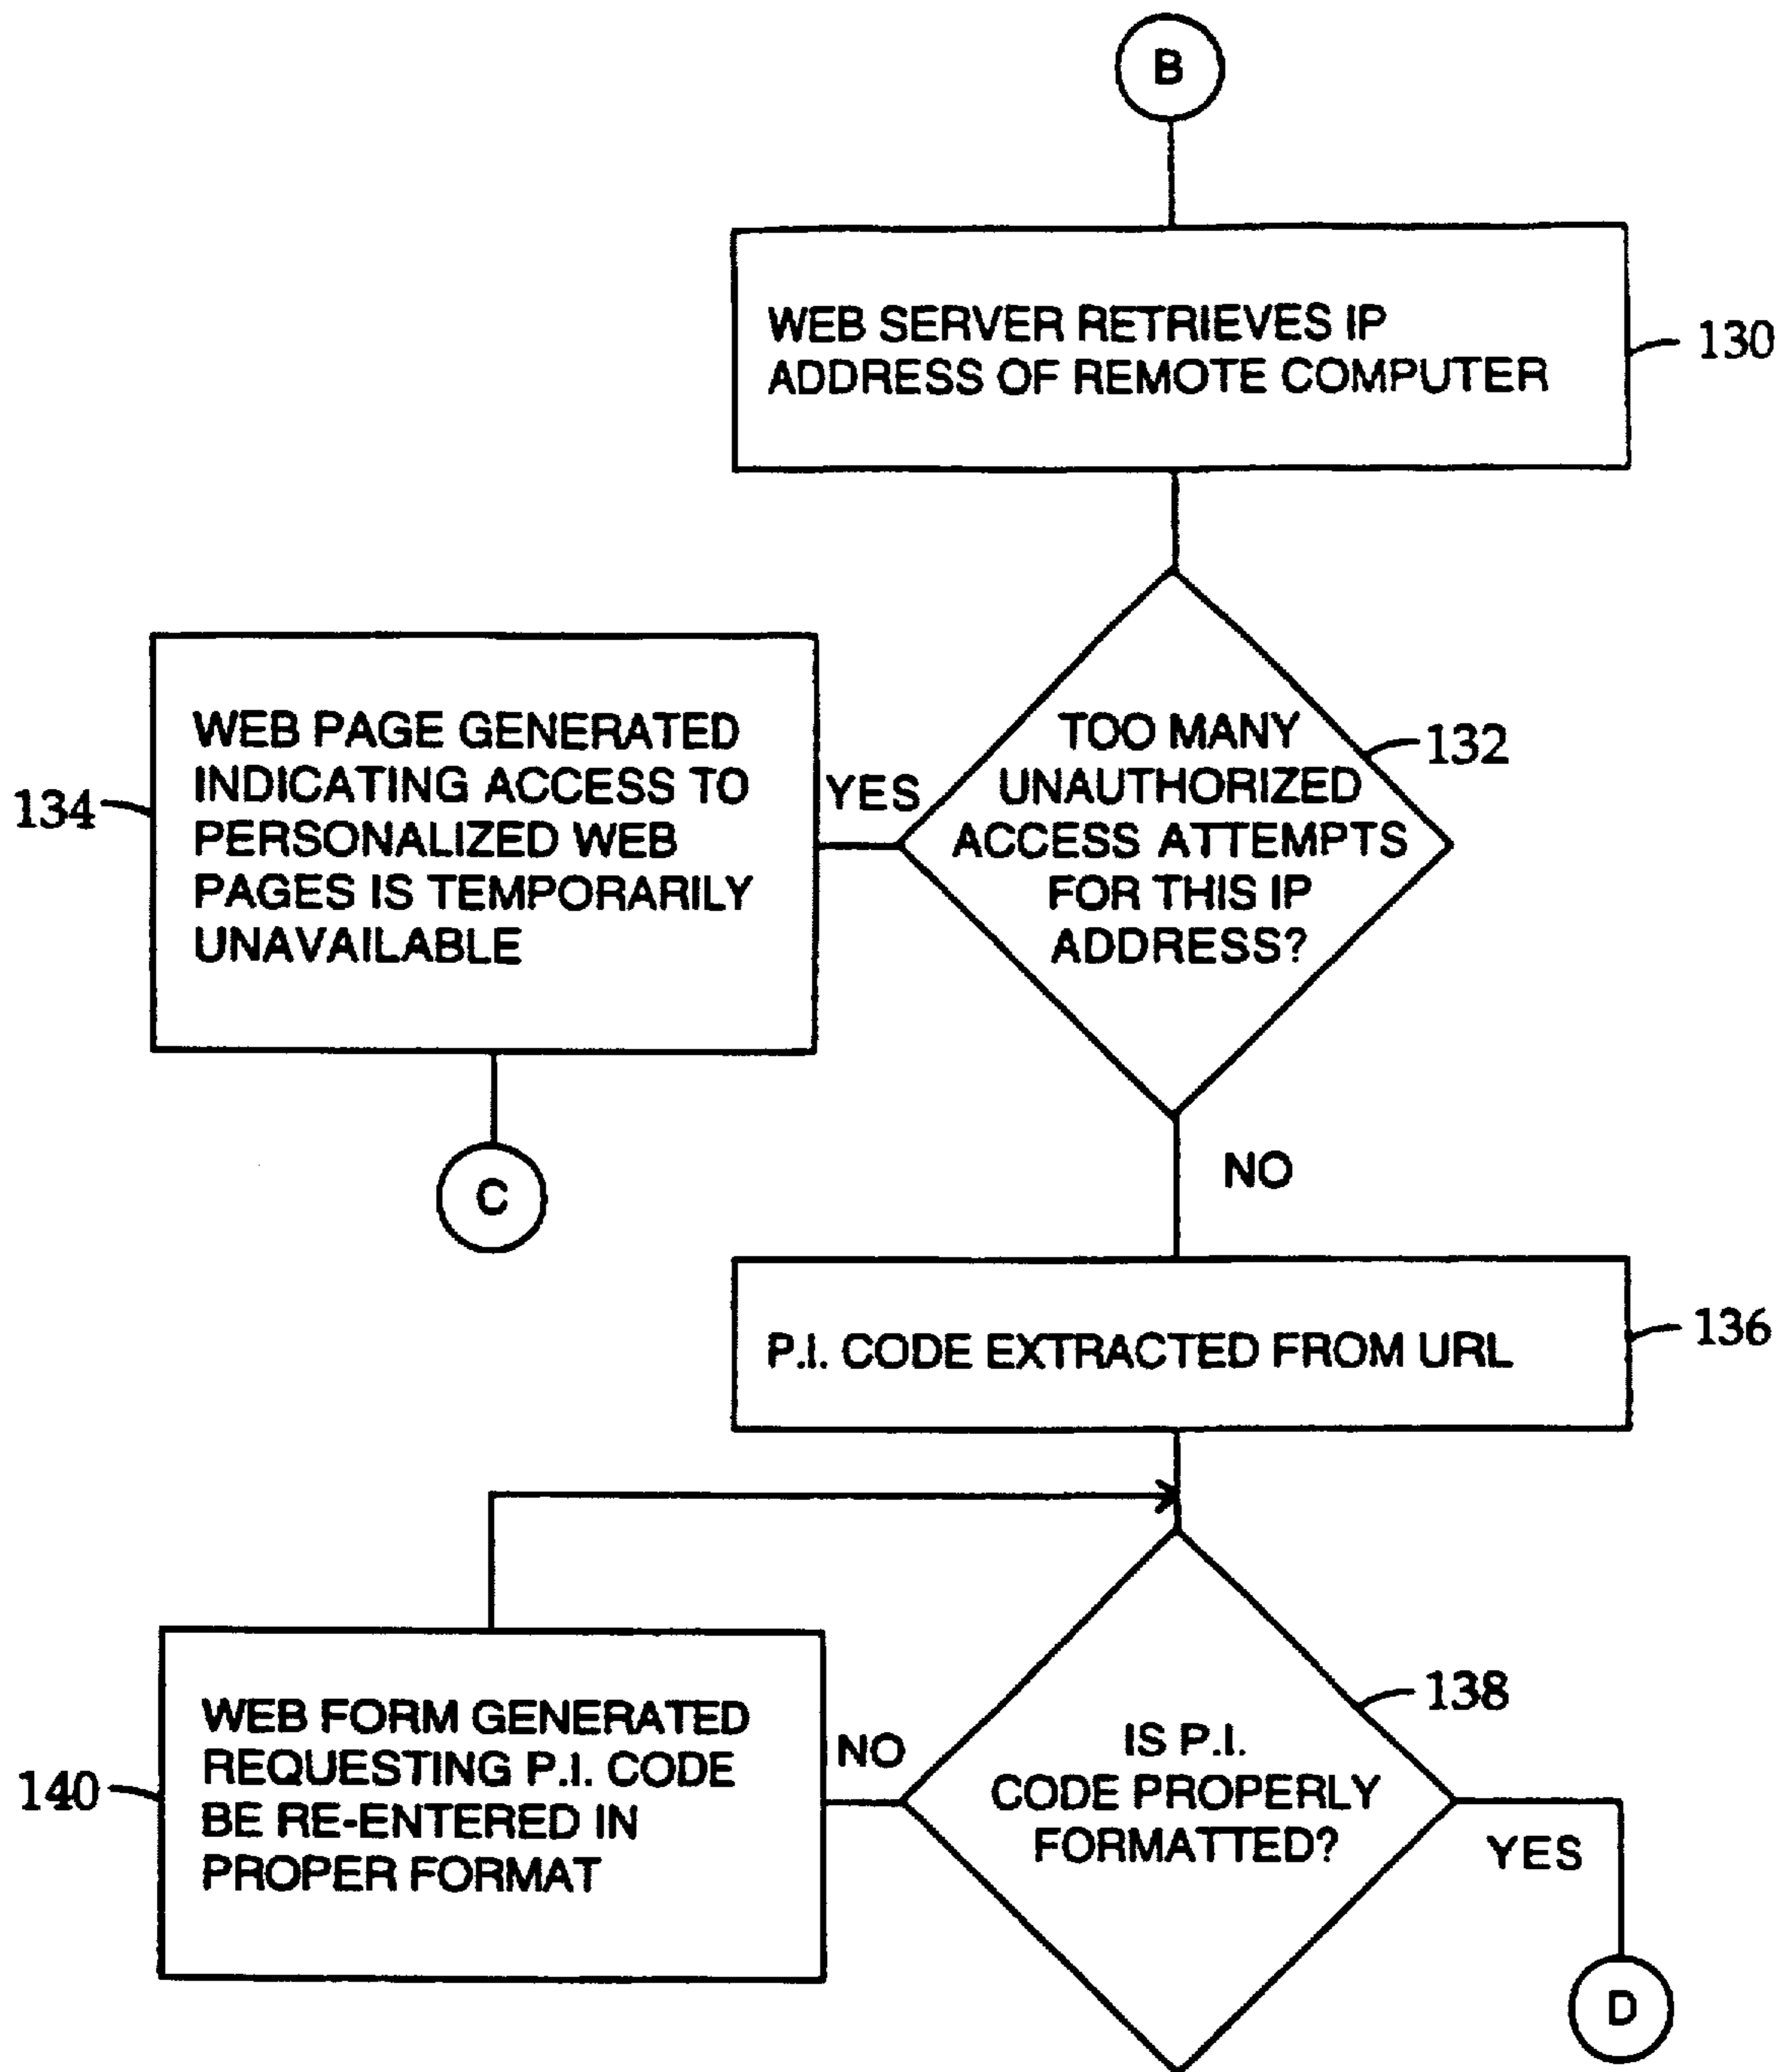 B
WEB SERVER RETRIEVES IP
ADDRESS OF REMOTE COMPUTER
130
TOO MANY
UNAUTHORIZED
ACCESS ATTEMPTS
FOR THIS IP
ADDRESS?
132
YES
WEB PAGE GENERATED
INDICATING ACCESS TO
PERSONALIZED WEB
PAGES IS TEMPORARILY
UNAVAILABLE
134
C
NO
P.I. CODE EXTRACTED FROM URL
136
IS P.I.
CODE PROPERLY
FORMATTED?
138
NO
WEB FORM GENERATED
REQUESTING P.I. CODE
BE RE-ENTERED IN
PROPER FORMAT
140
YES
D